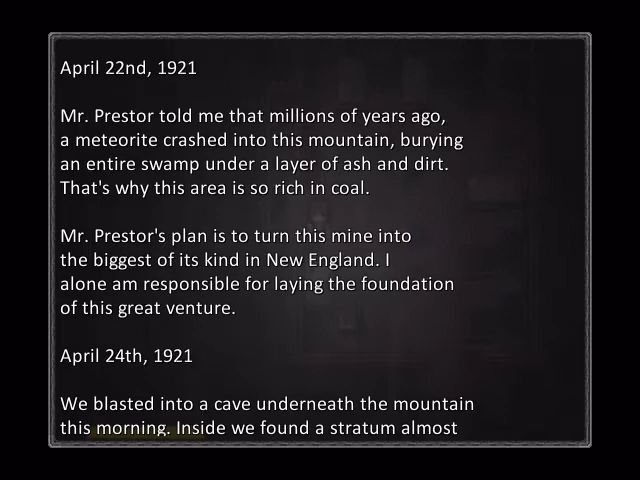 April 22nd, 1921
Mr. Prestor told me that millions of years ago,
a meteorite crashed into this mountain, burying
an entire swamp under a layer of ash and dirt.
That's why this area is so rich in coal.
Mr. Prestor's plan is to turn this mine into
the biggest of its kind in New England. I
alone am responsible for laying the foundation
of this great venture.
April 24th, 1921
We blasted into a cave underneath the mountain
this morning. Inside we found a stratum almost